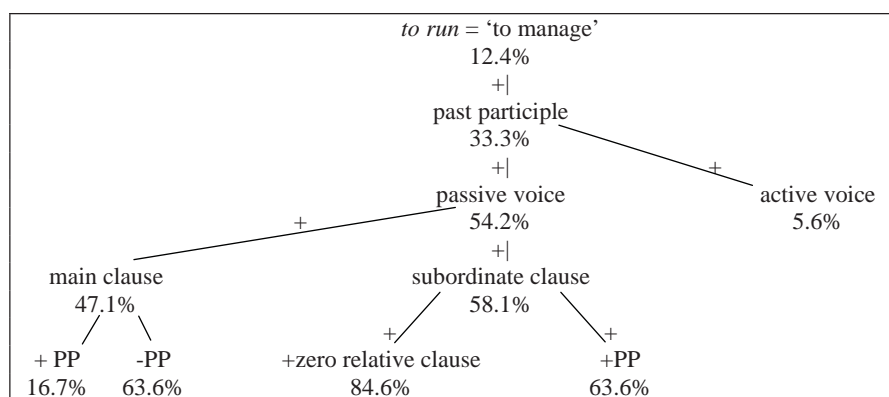 to run = ‘to manage’
12.4%
+|
past participle
33.3%
+|
+
passive voice
active voice
54.2%
5.6%
+
+|
main clause
subordinate clause
47.1%
58.1%
+
+
+ PP
-PP
+zero relative clause
+PP
16.7%
63.6%
84.6%
63.6%